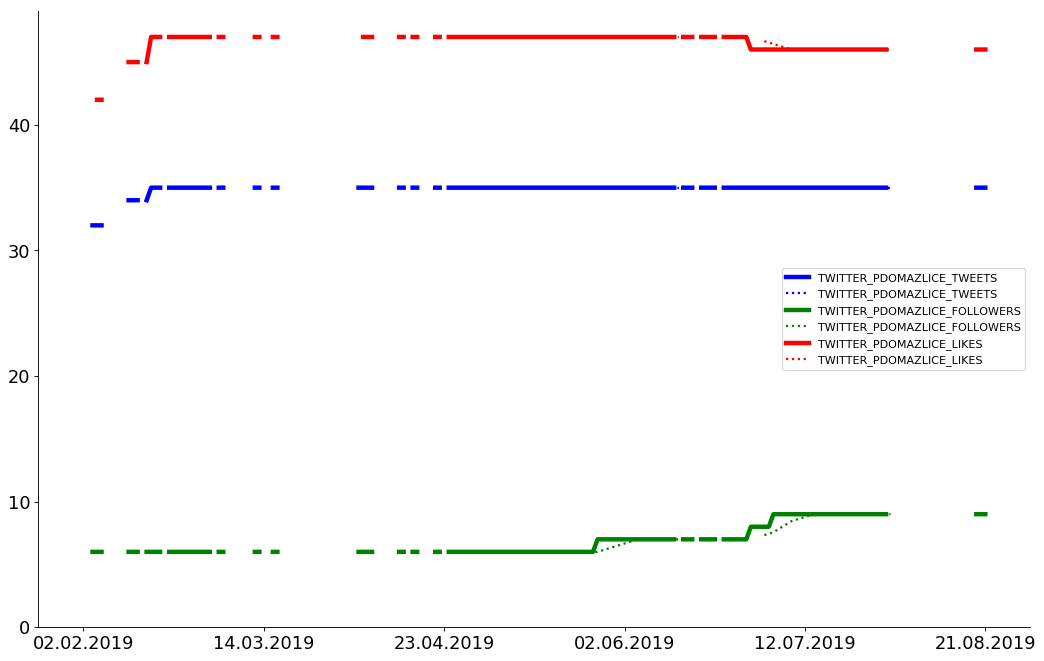 40
30
20
10
0
02.02.2019 14.03.2019 23.04.2019 02.06.2019 12.07.2019 21.08.2019
TWITTER_PDOMAZLICE_TWEETS
TWITTER_PDOMAZLICE_TWEETS
TWITTER_PDOMAZLICE_FOLLOWERS
TWITTER_PDOMAZLICE_FOLLOWERS
TWITTER_PDOMAZLICE_LIKES
TWITTER_PDOMAZLICE_LIKES